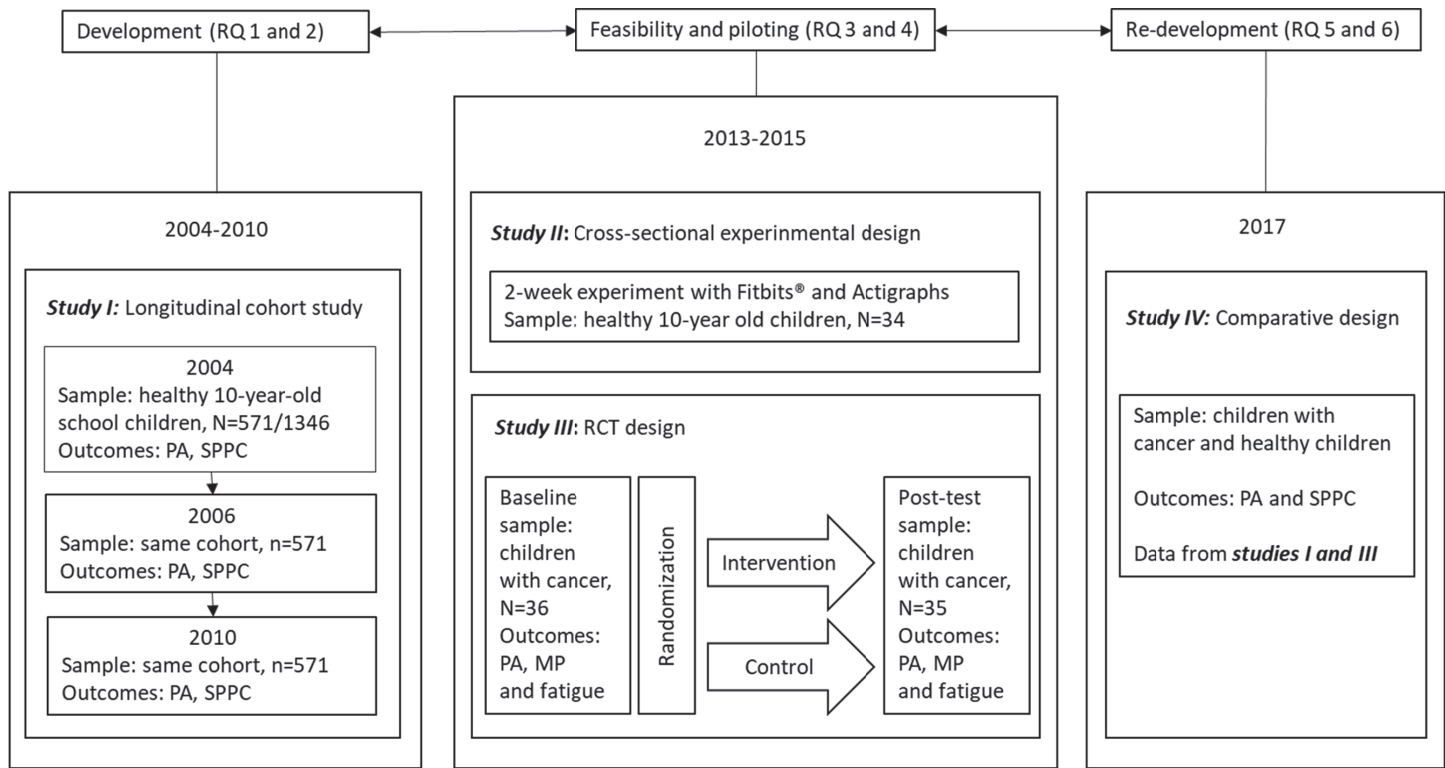 Development (RQ 1 and 2)
Feasibility and piloting (RQ 3 and 4)
Re-development (RQ 5 and 6)
2004-2010
Study I: Longitudinal cohort study
2004
Sample: healthy 10-year-old
school children, N=571/1346
Outcomes: PA, SPPC
2006
Sample: same cohort, n=571
Outcomes: PA, SPPC
2010
Sample: same cohort, n=571
Outcomes: PA, SPPC
2013-2015
Study II: Cross-sectional experinmental design
2-week experiment with Fitbits® and Actigraphs
Sample: healthy 10-year old children, N=34
Study III: RCT design
Baseline
sample:
children
with cancer,
N=36
Outcomes:
PA, MP
and fatigue
Randomization
Intervention
Control
Post-test
sample:
children
with cancer,
N=35
Outcomes:
PA, MP
and fatigue
2017
Study IV: Comparative design
Sample: children with
cancer and healthy children
Outcomes: PA and SPPC
Data from studies I and III